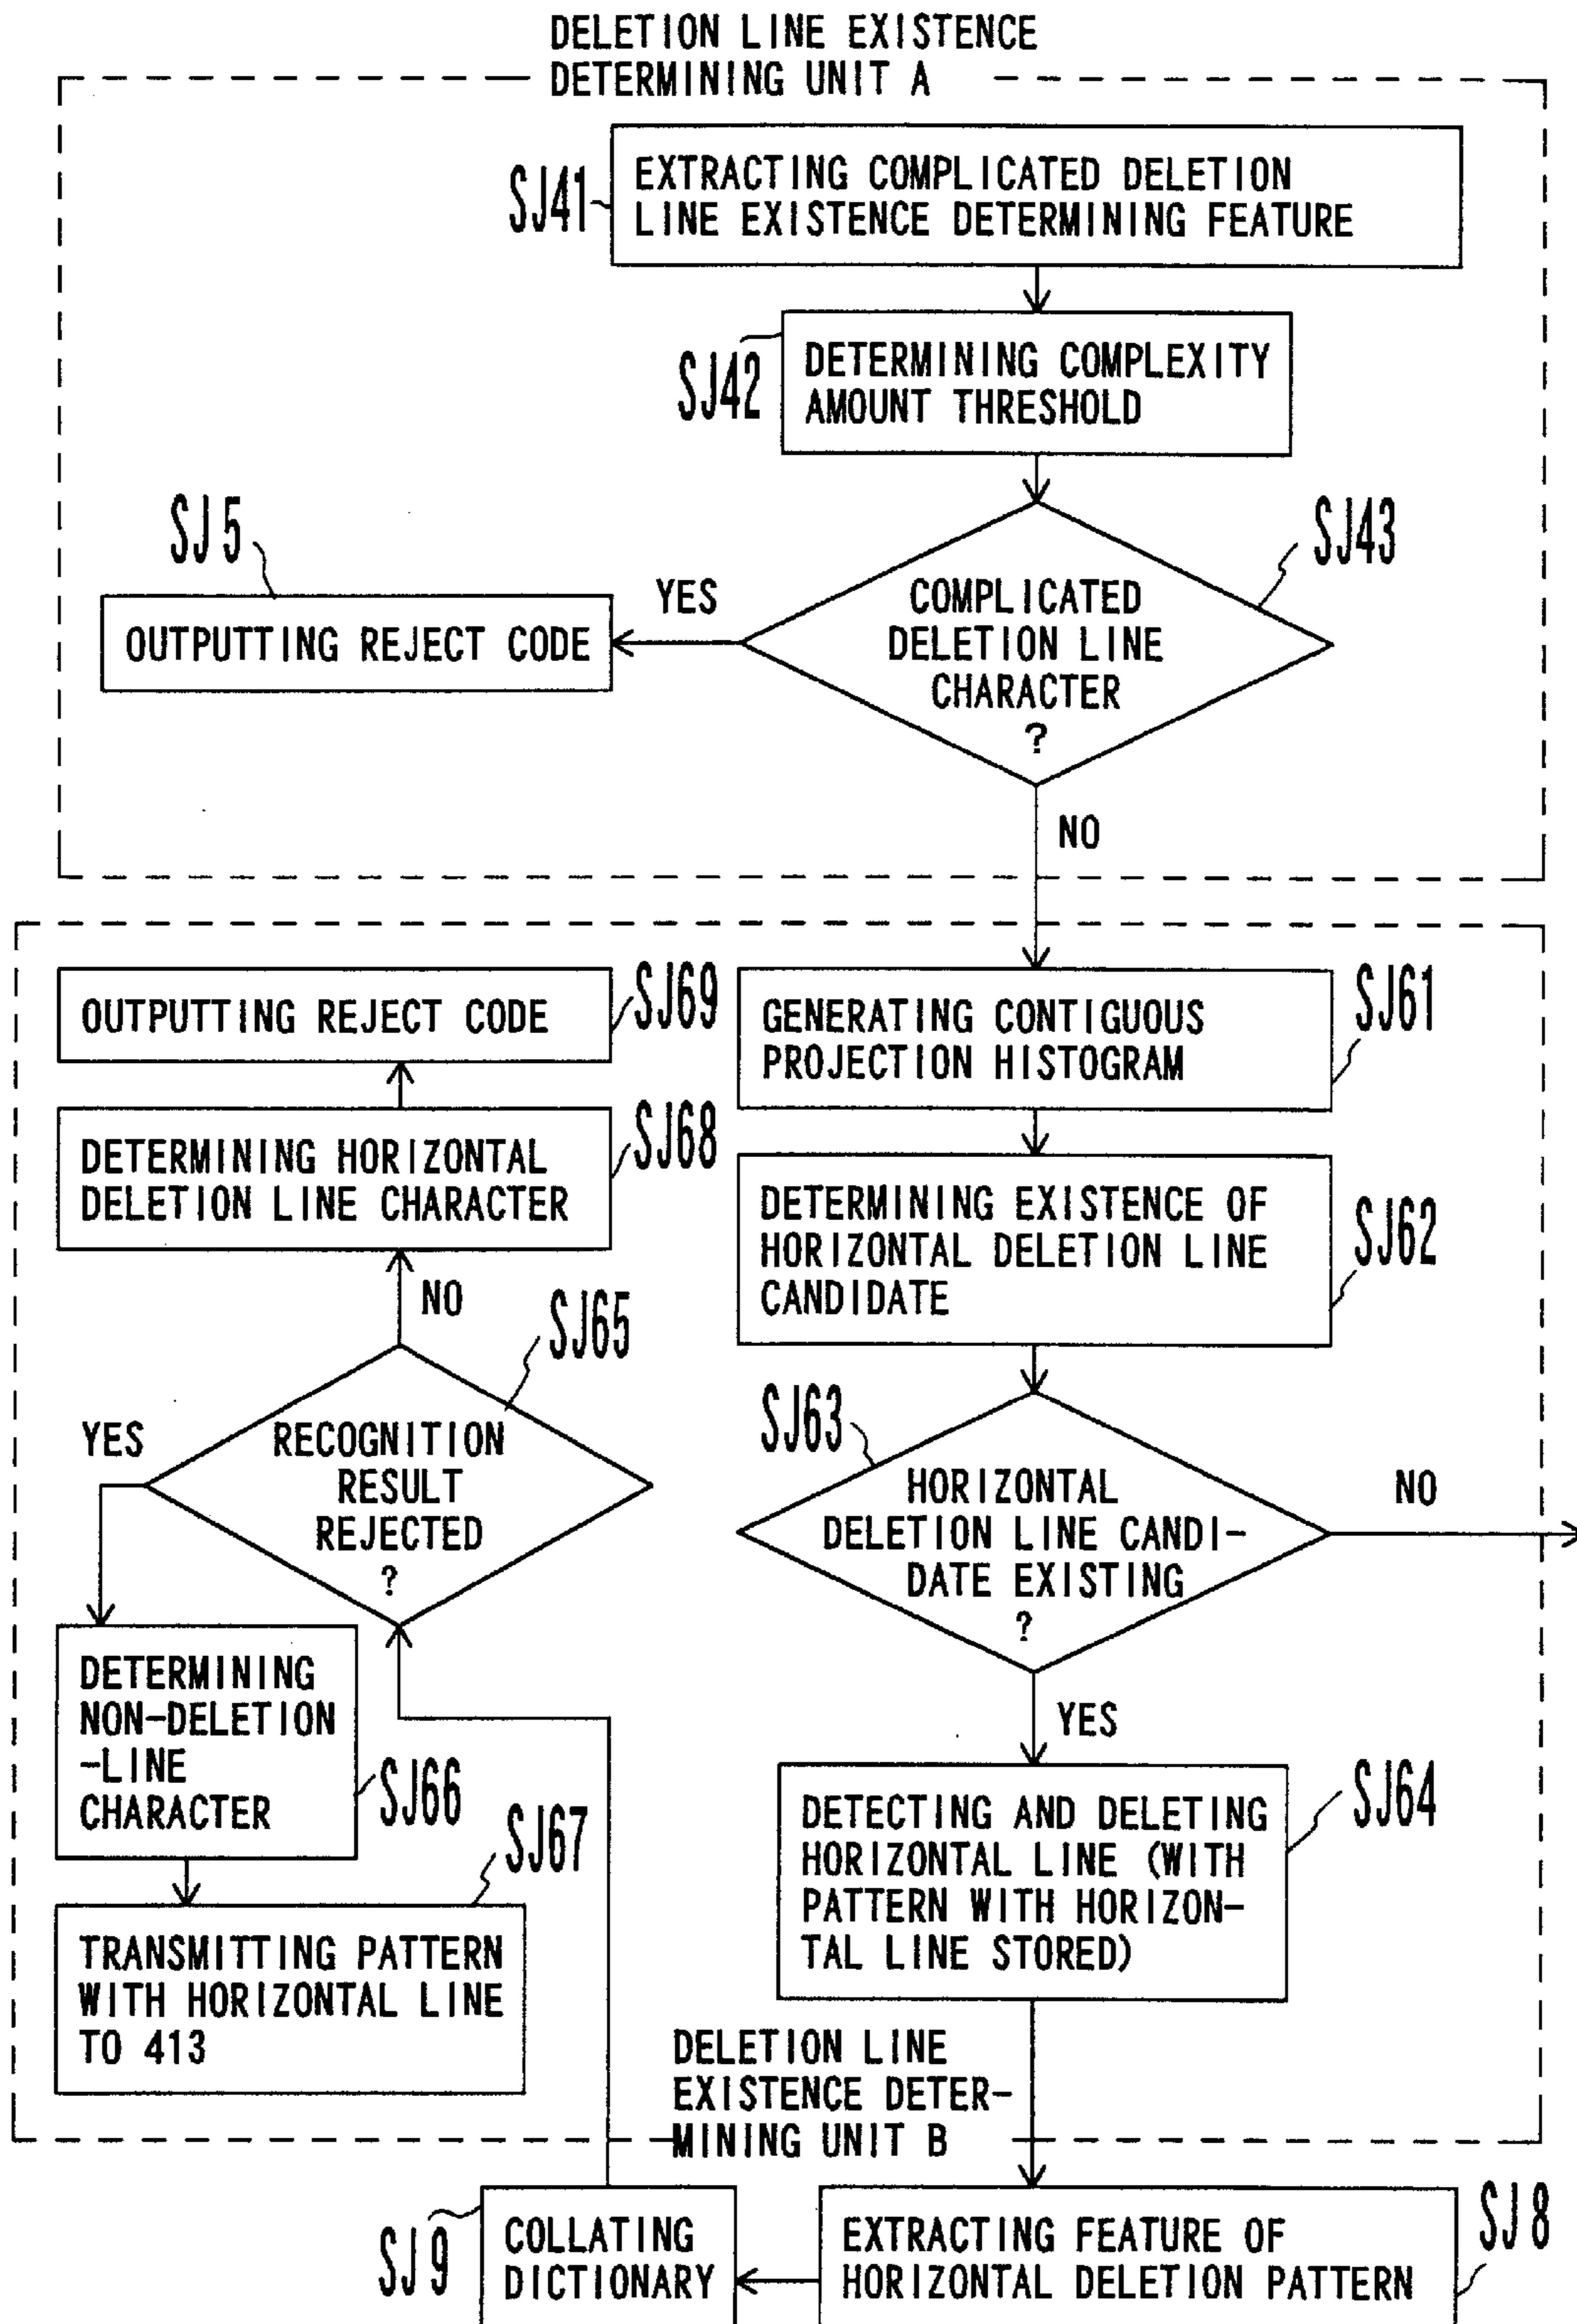 DELETION LINE EXISTENCE
DETERMINING UNIT A
SJ41
EXTRACTING COMPLICATED DELETION
LINE EXISTENCE DETERMINING FEATURE
SJ42
DETERMINING COMPLEXITY
AMOUNT THRESHOLD
SJ5
OUTPUTTING REJECT CODE
YES
SJ43
COMPLICATED
DELETION LINE
CHARACTER
?
NO
OUTPUTTING REJECT CODE
SJ69
DETERMINING HORIZONTAL
DELETION LINE CHARACTER
SJ68
NO
SJ65
YES
RECOGNITION
RESULT
REJECTED
?
DETERMINING
NON-DELETION
-LINE
CHARACTER
SJ66
SJ67
TRANSMITTING PATTERN
WITH HORIZONTAL LINE
TO 413
GENERATING CONTIGUOUS
PROJECTION HISTOGRAM
SJ61
DETERMINING EXISTENCE OF
HORIZONTAL DELETION LINE
CANDIDATE
SJ62
SJ63
HORIZONTAL
DELETION LINE CANDI-
DATE EXISTING
?
NO
YES
DETECTING AND DELETING
HORIZONTAL LINE (WITH
PATTERN WITH HORIZON-
TAL LINE STORED)
SJ64
DELETION LINE
EXISTENCE DETER-
MINING UNIT B
SJ9
COLLATING
DICTIONARY
EXTRACTING FEATURE OF
HORIZONTAL DELETION PATTERN
SJ8